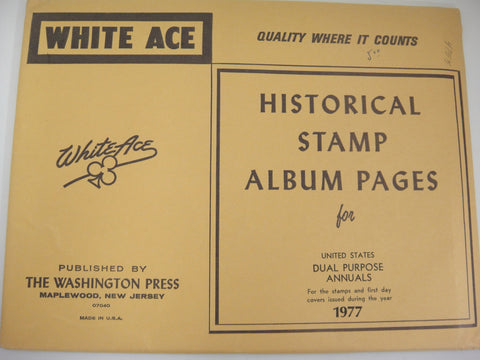 WHITE ACE
QUALITY WHERE IT COUNTS
White Ace
HISTORICAL
STAMP
ALBUM PAGES
for
UNITED STATES
DUAL PURPOSE
ANNUALS
For the stamps and first day
covers issued during the year
1977
PUBLISHED BY
THE WASHINGTON PRESS
MAPLEWOOD, NEW JERSEY
07040
MADE IN U.S.A.